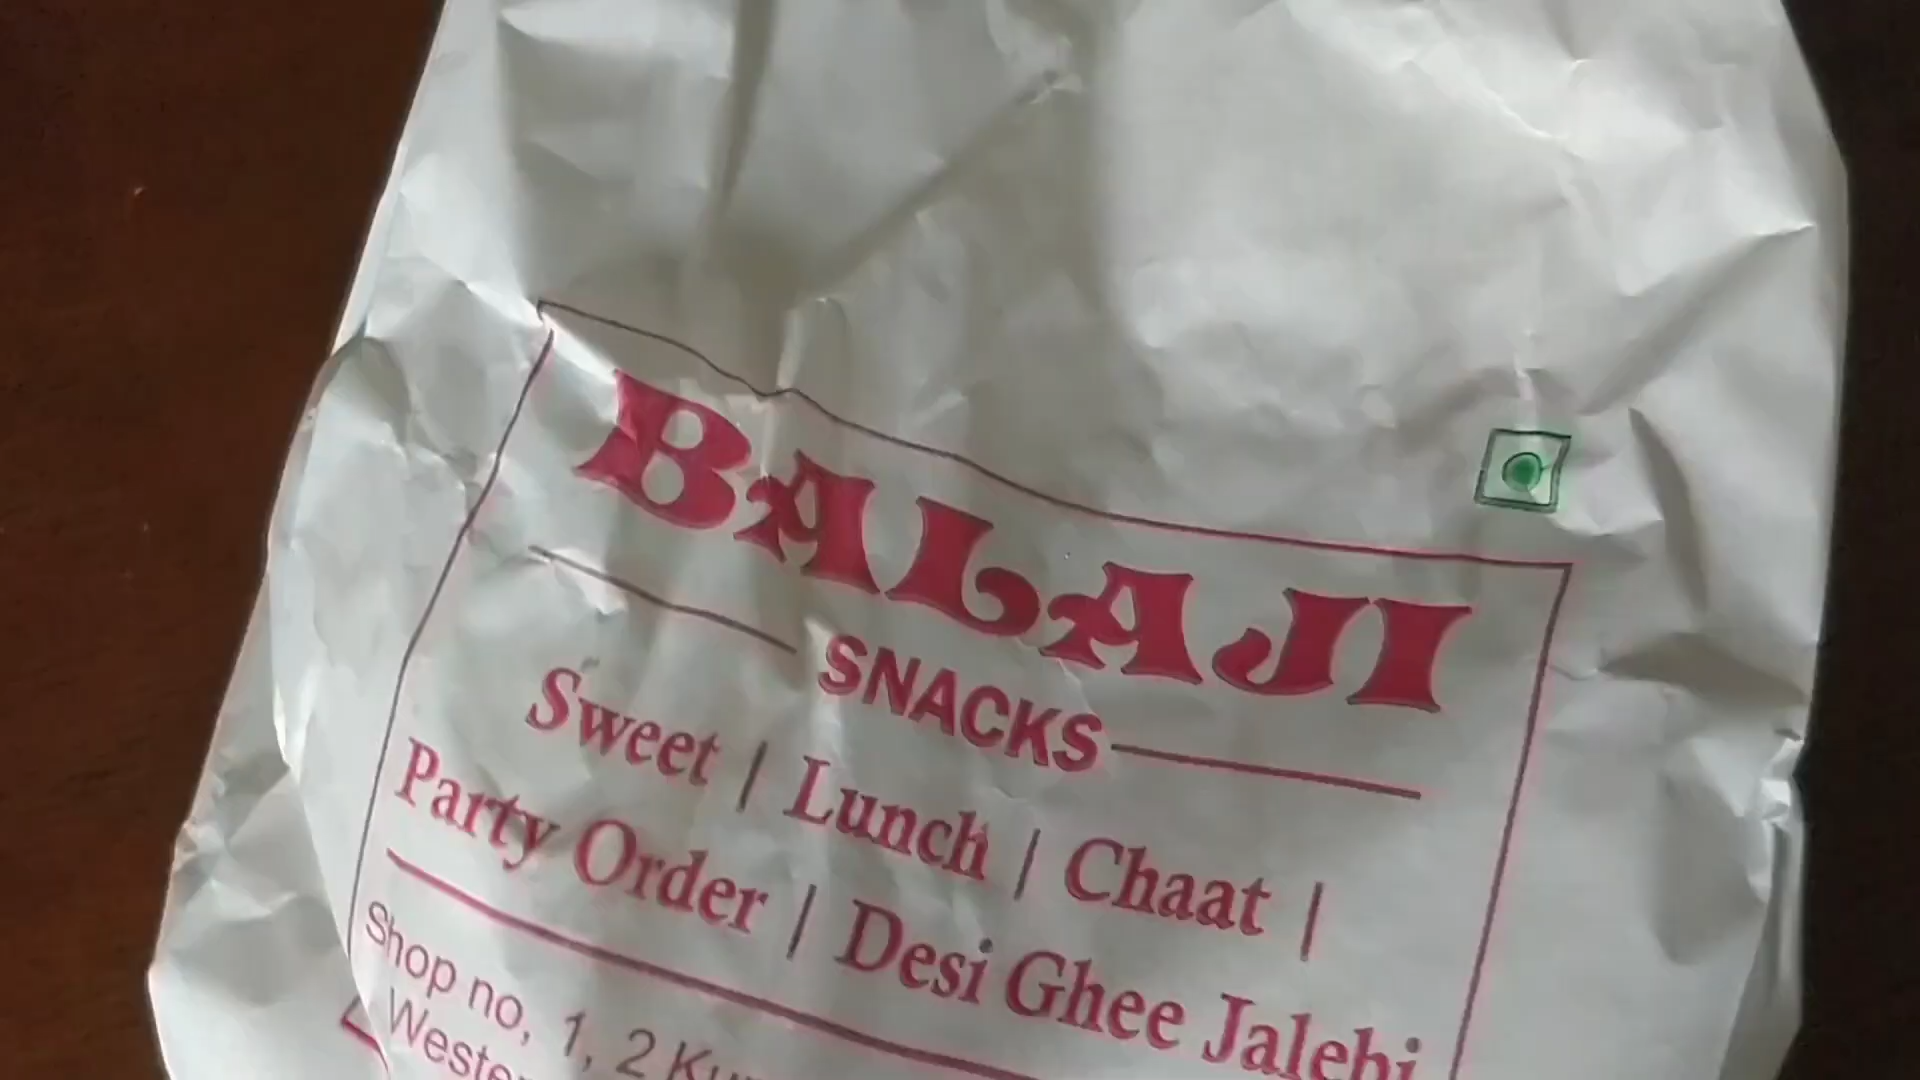 BALAJI
SNACKS
Sweet | Lunch | Chaat |
Party Order | Desi Ghee Jalebi
Shop no, 1, 2